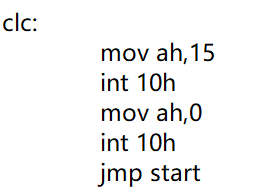 clc:
mov ah,15
int 10h
mov ah,0
int 10h
jmp start